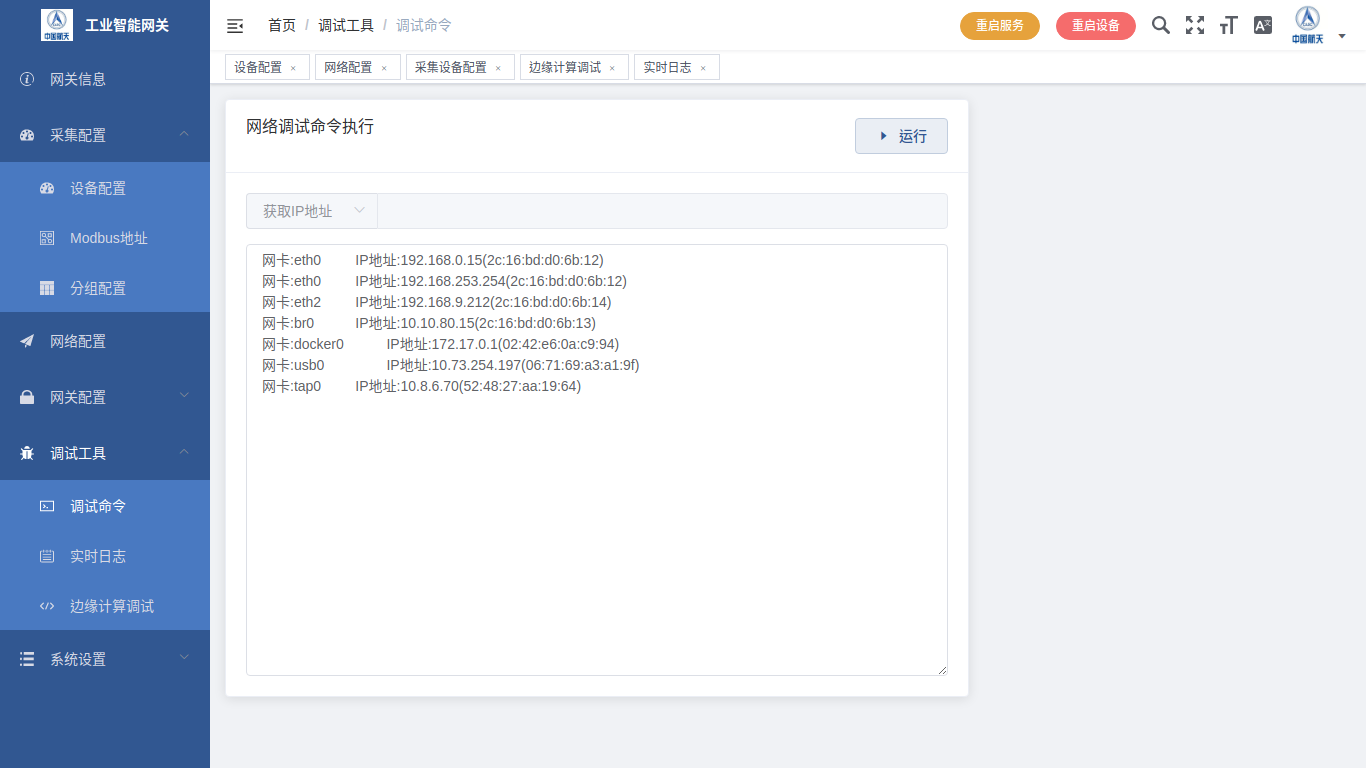 中国航天
工业智能网关
网关信息
采集配置
设备配置
Modbus地址
分组配置
网络配置
网关配置
调试工具
调试命令
实时日志
边缘计算调试
系统设置
首页 / 调试工具 / 调试命令
重启服务
重启设备
中国航天
设备配置 ×
网络配置 ×
采集设备配置 ×
边缘计算调试 ×
实时日志 ×
网络调试命令执行
运行
获取IP地址
网卡:eth0 IP地址:192.168.0.15(2c:16:bd:d0:6b:12)
网卡:eth0 IP地址:192.168.253.254(2c:16:bd:d0:6b:12)
网卡:eth2 IP地址:192.168.9.212(2c:16:bd:d0:6b:14)
网卡:br0 IP地址:10.10.80.15(2c:16:bd:d0:6b:13)
网卡:docker0 IP地址:172.17.0.1(02:42:e6:0a:c9:94)
网卡:usb0 IP地址:10.73.254.197(06:71:69:a3:a1:9f)
网卡:tap0 IP地址:10.8.6.70(52:48:27:aa:19:64)